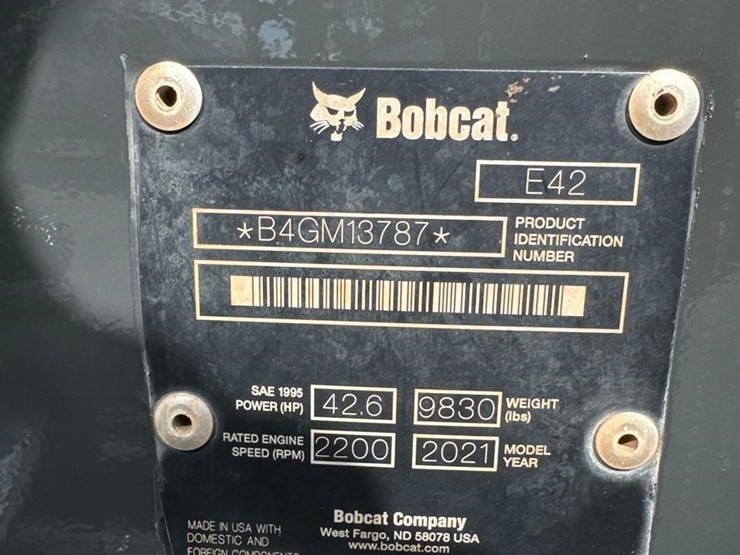 Bobcat.
E42
*B4GM13787*
PRODUCT
IDENTIFICATION
NUMBER
SAE 1995
POWER (HP)
42.6
9830
WEIGHT
(lbs)
RATED ENGINE
SPEED (RPM)
2200
2021
MODEL
YEAR
MADE IN USA WITH
DOMESTIC AND
FOREIGN COMPONENTS
Bobcat Company
West Fargo, ND 58078 USA
www.bobcat.com